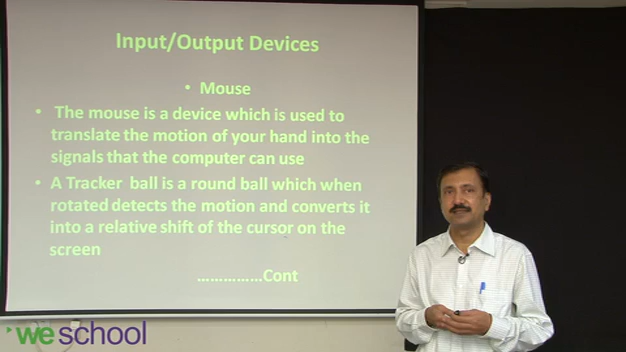 Input/Output Devices
• Mouse
• The mouse is a device which is used to
translate the motion of your hand into the
signals that the computer can use
• A Tracker ball is a round ball which when
rotated detects the motion and converts it
into a relative shift of the cursor on the
screen
……………Cont
we school